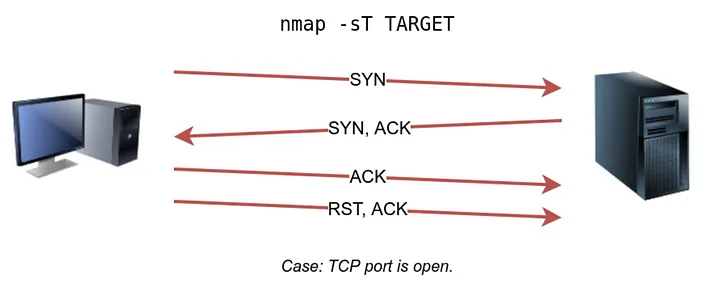 nmap -sT TARGET
SYN
SYN, ACK
ACK
RST, ACK
Case: TCP port is open.